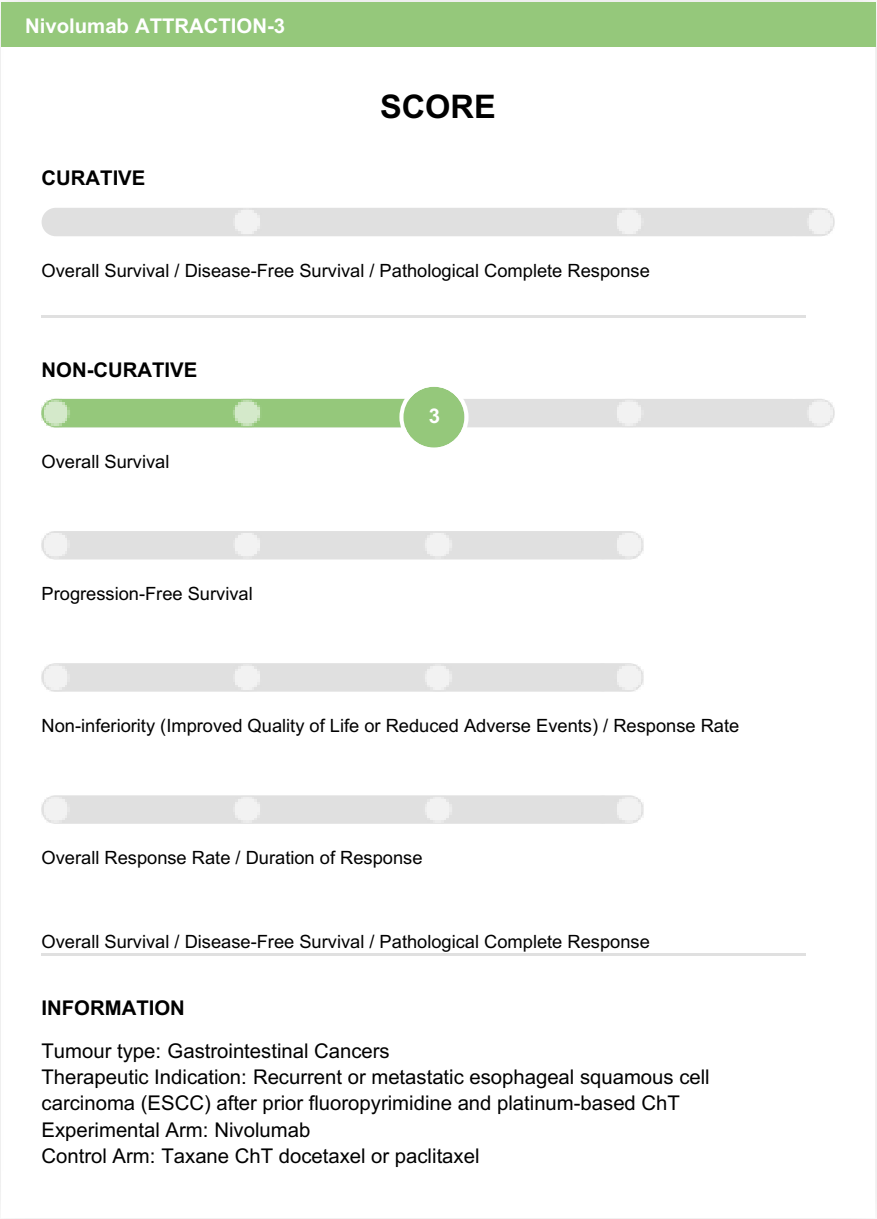 Nivolumab ATTRACTION-3
SCORE
CURATIVE
Overall Survival / Disease-Free Survival / Pathological Complete Response
NON-CURATIVE
3
Overall Survival
Progression-Free Survival
Non-inferiority (Improved Quality of Life or Reduced Adverse Events) / Response Rate
Overall Response Rate / Duration of Response
Overall Survival / Disease-Free Survival / Pathological Complete Response
INFORMATION
Tumour type: Gastrointestinal Cancers
Therapeutic Indication: Recurrent or metastatic esophageal squamous cell
carcinoma (ESCC) after prior fluoropyrimidine and platinum-based ChT
Experimental Arm: Nivolumab
Control Arm: Taxane ChT docetaxel or paclitaxel